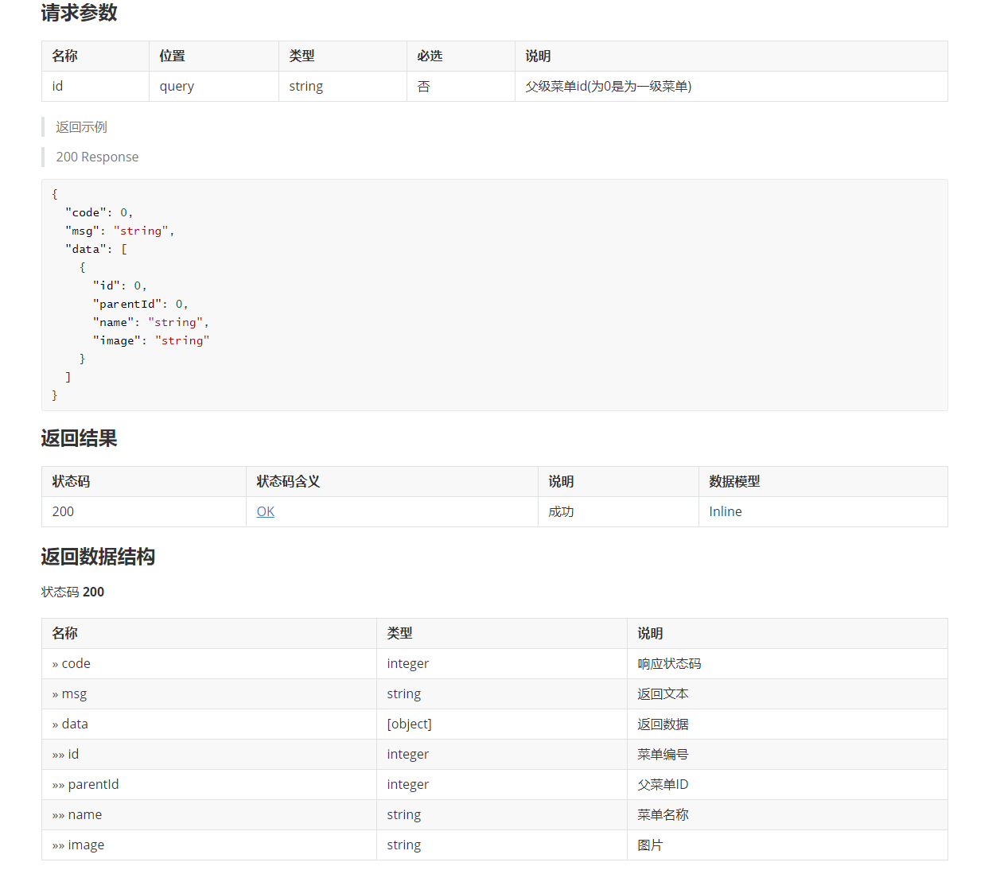 请求参数
名称 位置 类型 必选 说明
id query string 否 父级菜单id(为0是为一级菜单)
返回示例
200 Response
{
  "code": 0,
  "msg": "string",
  "data": [
    {
      "id": 0,
      "parentId": 0,
      "name": "string",
      "image": "string"
    }
  ]
}
返回结果
状态码 状态码含义 说明 数据模型
200 OK 成功 Inline
返回数据结构
状态码 200
名称 类型 说明
» code integer 响应状态码
» msg string 返回文本
» data [object] 返回数据
»» id integer 菜单编号
»» parentId integer 父菜单ID
»» name string 菜单名称
»» image string 图片